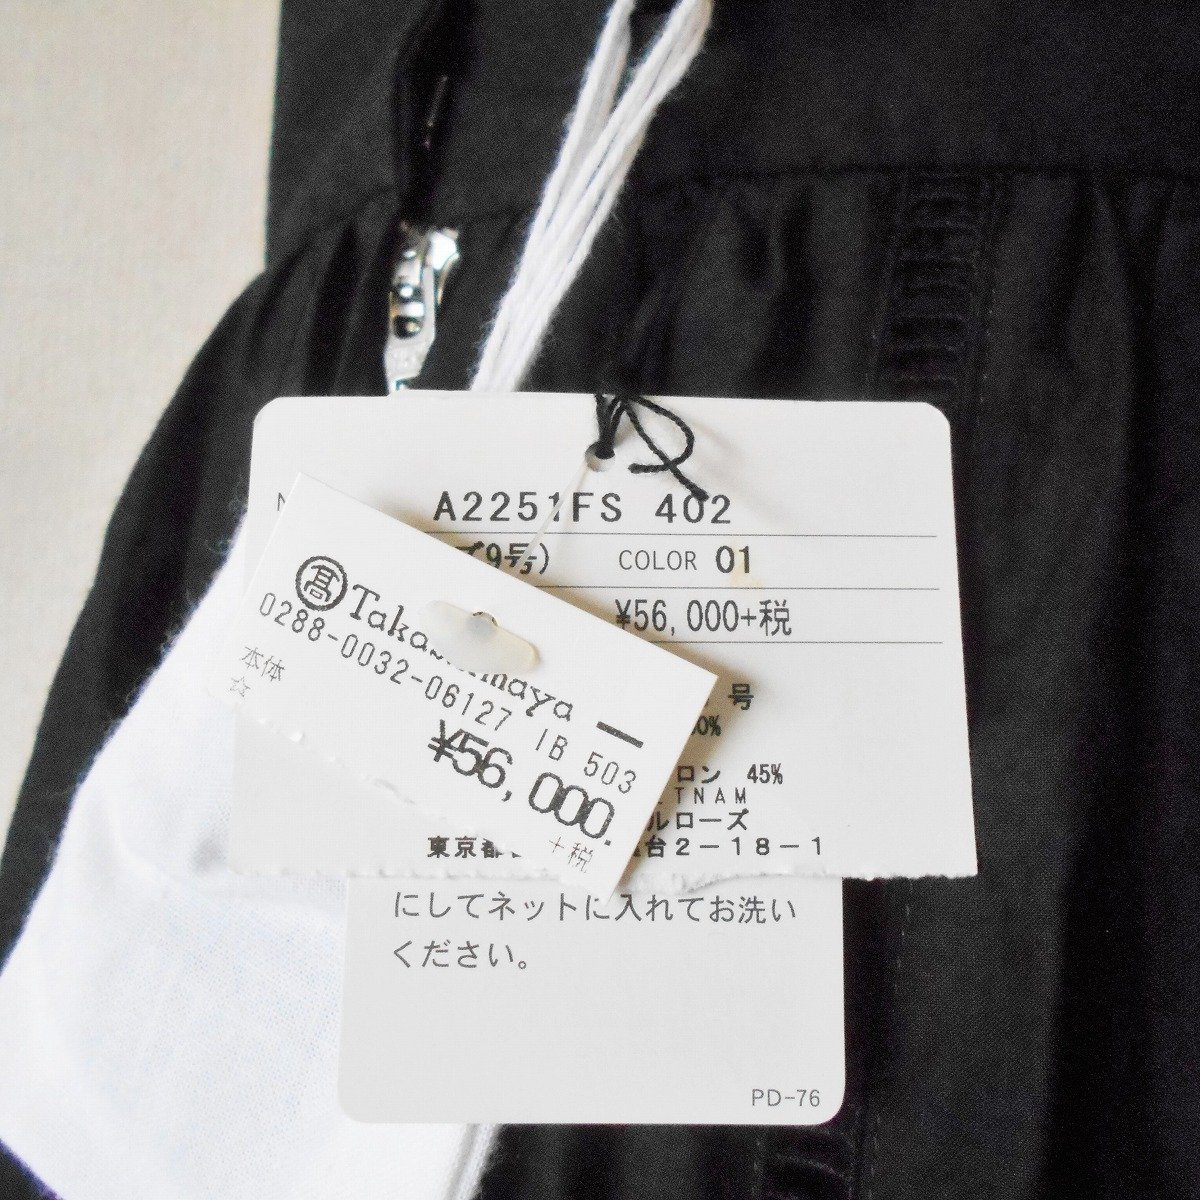 A2251FS 402
9号)
COLOR 01
¥56,000+税
髙
0288-0032-06127 IB 503
本体
☆
¥56,000.
+税
号
0%
ロン 45%
TNAM
ルローズ
東京都
台2-18-1
にしてネットに入れてお洗い
ください。
PD-76